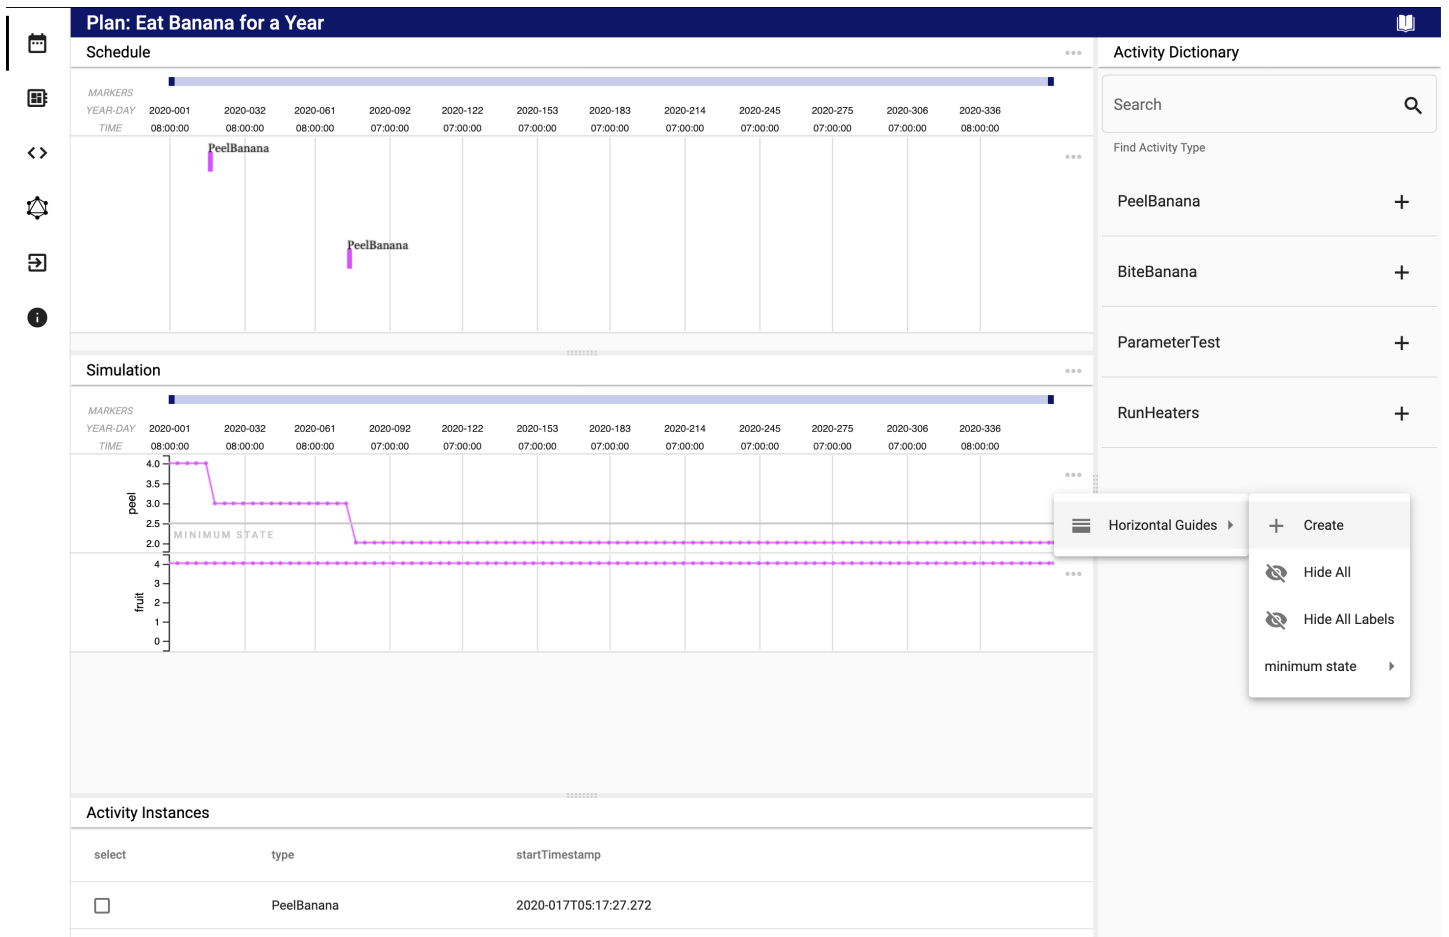 Plan: Eat Banana for a Year
Schedule
MARKERS
YEAR-DAY 2020-001 2020-032 2020-061 2020-092 2020-122 2020-153 2020-183 2020-214 2020-245 2020-275 2020-306 2020-336
TIME 08:00:00 08:00:00 08:00:00 07:00:00 07:00:00 07:00:00 07:00:00 07:00:00 07:00:00 07:00:00 07:00:00 08:00:00
PeelBanana
PeelBanana
Simulation
MARKERS
YEAR-DAY 2020-001 2020-032 2020-061 2020-092 2020-122 2020-153 2020-183 2020-214 2020-245 2020-275 2020-306 2020-336
TIME 08:00:00 08:00:00 08:00:00 07:00:00 07:00:00 07:00:00 07:00:00 07:00:00 07:00:00 07:00:00 07:00:00 08:00:00
peel
4.0
3.5
3.0
2.5
MINIMUM STATE
2.0
fruit
4
3
2
1
0
Activity Instances
select type startTimestamp
PeelBanana 2020-017T05:17:27.272
Activity Dictionary
Search
Find Activity Type
PeelBanana
BiteBanana
ParameterTest
RunHeaters
Horizontal Guides
Create
Hide All
Hide All Labels
minimum state